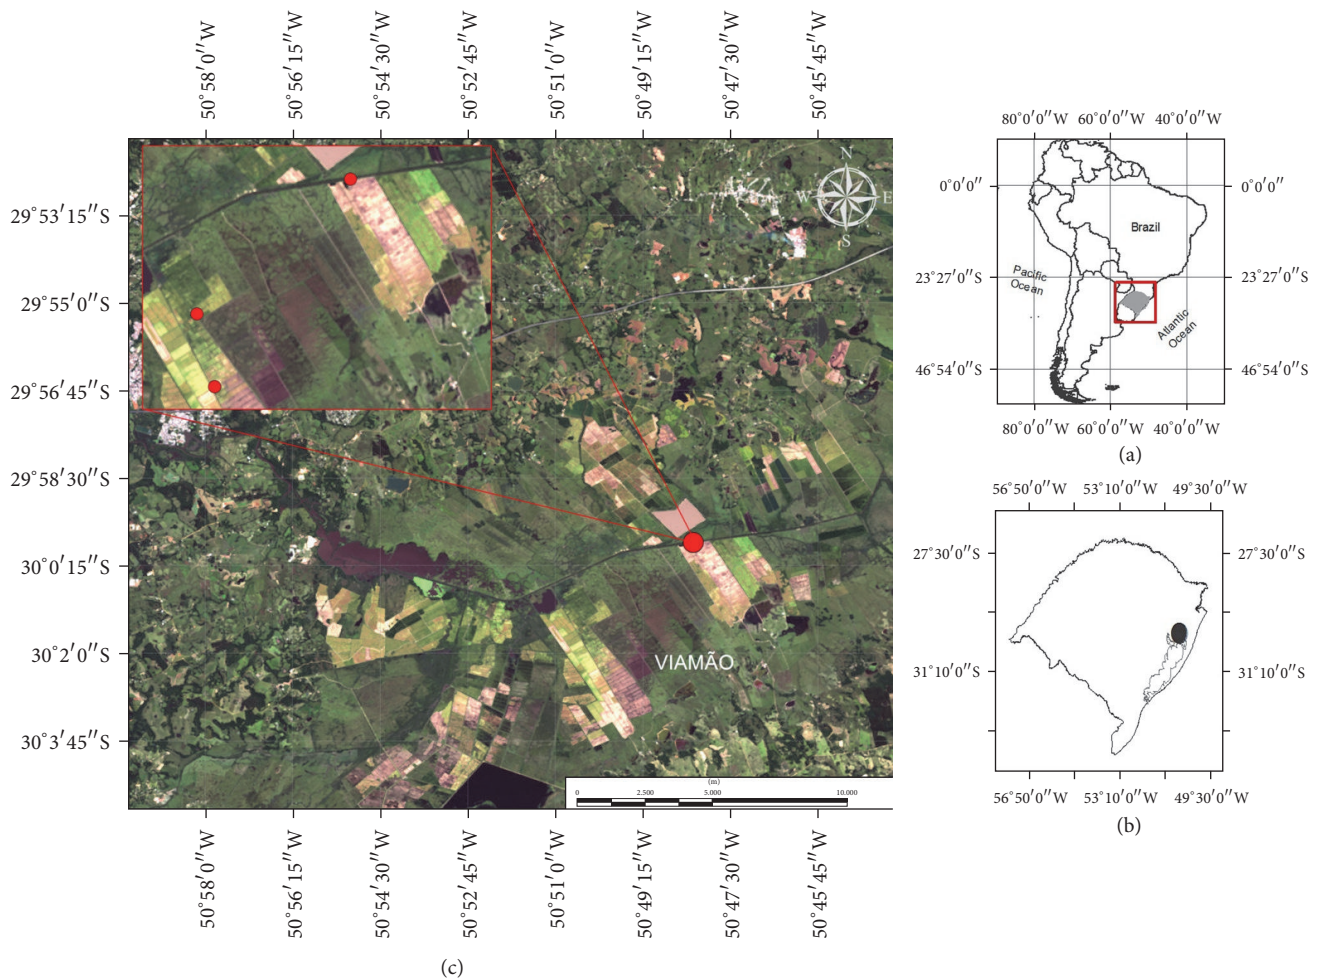 50°58′0″W
50°56′15″W
50°54′30″W
50°52′45″W
50°51′0″W
50°49′15″W
50°47′30″W
50°45′45″W
29°53′15″S
29°55′0″S
29°56′45″S
29°58′30″S
30°0′15″S
30°2′0″S
30°3′45″S
N
W
E
S
VIAMÃO
(m)
0 2.500 5.000 10.000
50°58′0″W
50°56′15″W
50°54′30″W
50°52′45″W
50°51′0″W
50°49′15″W
50°47′30″W
50°45′45″W
(c)
80°0′0″W 60°0′0″W 40°0′0″W
0°0′0″ 0°0′0″
Brazil
23°27′0″S 23°27′0″S
Pacific
Ocean
Atlantic
Ocean
46°54′0″S 46°54′0″S
80°0′0″W 60°0′0″W 40°0′0″W
(a)
56°50′0″W 53°10′0″W 49°30′0″W
27°30′0″S 27°30′0″S
31°10′0″S 31°10′0″S
56°50′0″W 53°10′0″W 49°30′0″W
(b)